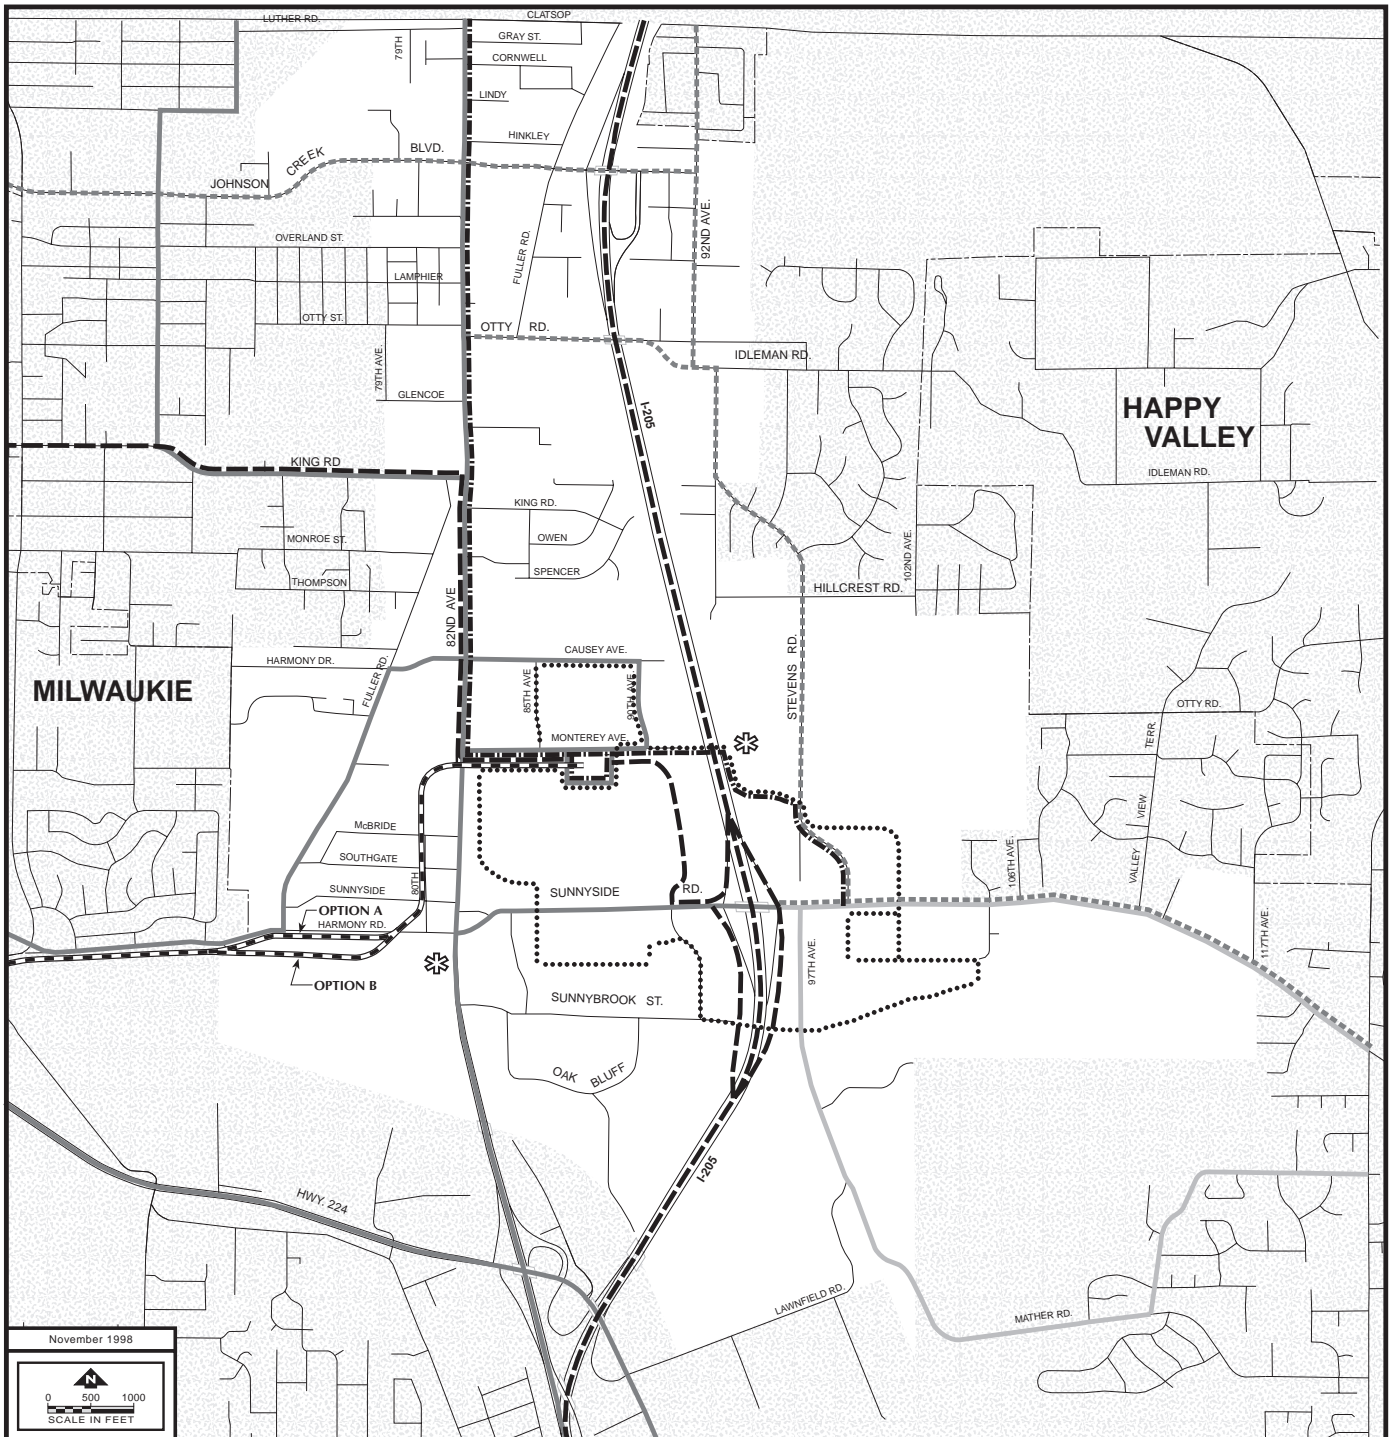 LUTHER RD.
CLATSOP
GRAY ST.
79TH
CORNWELL
LINDY
HINKLEY
JOHNSON CREEK BLVD.
92ND AVE.
OVERLAND ST.
FULLER RD.
LAMPHIER
OTTY ST.
OTTY RD.
IDLEMAN RD.
79TH AVE.
GLENCOE
I-205
HAPPY
VALLEY
KING RD
IDLEMAN RD.
KING RD.
MONROE ST.
OWEN
102ND AVE.
SPENCER
THOMPSON
HILLCREST RD.
82ND AVE
CAUSEY AVE.
HARMONY DR.
FULLER RD.
STEVENS RD.
MILWAUKIE
85TH AVE
90TH AVE
OTTY RD.
MONTEREY AVE.
VALLEY VIEW TERR.
McBRIDE
SOUTHGATE
106TH AVE.
SUNNYSIDE
80TH
SUNNYSIDE RD.
OPTION A
HARMONY RD.
117TH AVE.
97TH AVE.
OPTION B
SUNNYBROOK ST.
OAK BLUFF
I-205
HWY. 224
LAWNFIELD RD.
MATHER RD.
November 1998
N
0 500 1000
SCALE IN FEET